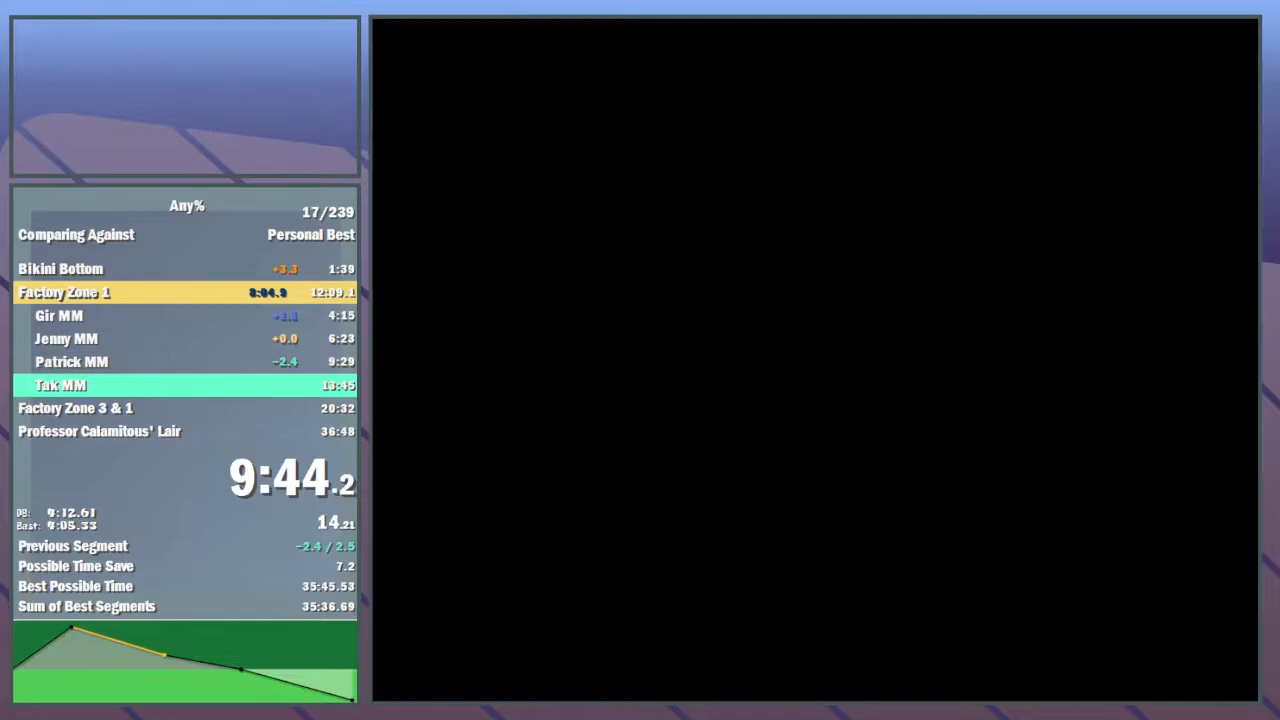 Any%
17/239
Comparing Against Personal Best
Bikini Bottom +3.3 1:39
Factory Zone 1 8:04.9 12:09.1
Gir MM 4:15
Jenny MM +0.0 6:23
Patrick MM -2.4 9:29
Tak MM 13:45
Factory Zone 3 & 1 20:32
Professor Calamitous' Lair 36:48
9:44.2
PB: 4:12.61
Best: 4:05.33
14.21
Previous Segment -2.4 / 2.5
Possible Time Save 7.2
Best Possible Time 35:45.53
Sum of Best Segments 35:36.69